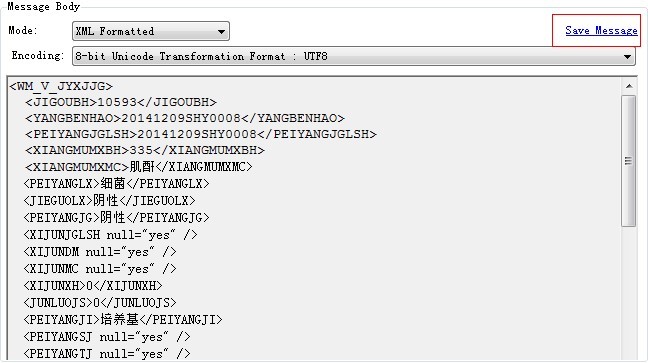 Message Body
Mode: XML Formatted Save Message
Encoding: 8-bit Unicode Transformation Format : UTF8
<WM_V_JYXJJG>
<JIGOUBH>10593</JIGOUBH>
<YANGBENHAO>20141209SHY0008</YANGBENHAO>
<PEIYANGJGLSH>20141209SHY0008</PEIYANGJGLSH>
<XIANGMUMXBH>335</XIANGMUMXBH>
<XIANGMUMXMC>肌酐</XIANGMUMXMC>
<PEIYANGLX>细菌</PEIYANGLX>
<JIEGUOLX>阴性</JIEGUOLX>
<PEIYANGJG>阴性</PEIYANGJG>
<XIJUNJGLSH null="yes" />
<XIJUNDM null="yes" />
<XIJUNMC null="yes" />
<XIJUNXH>0</XIJUNXH>
<JUNLUOJS>0</JUNLUOJS>
<PEIYANGJI>培养基</PEIYANGJI>
<PEIYANGSJ null="yes" />
<PEIYANGTJ null="yes" />